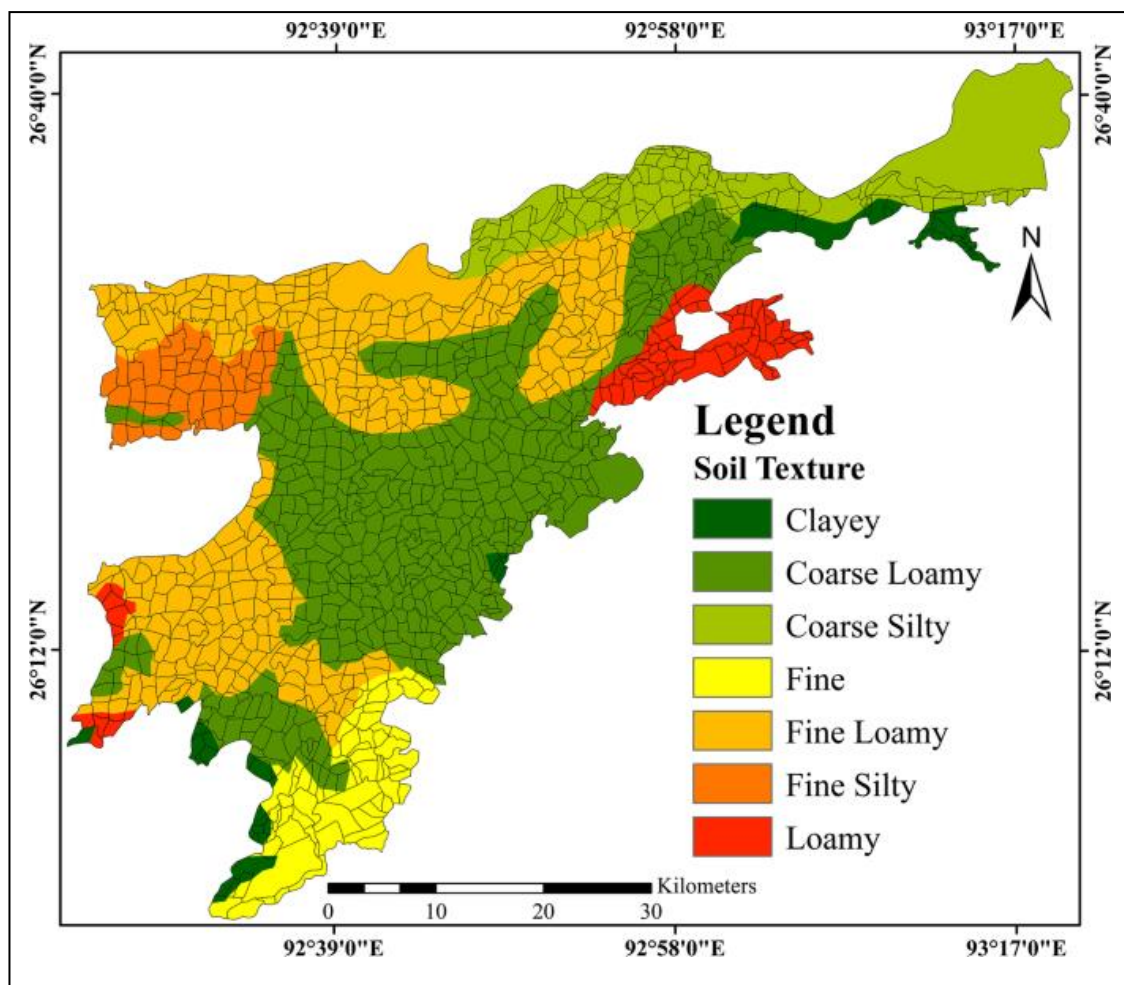 92°39'0"E 92°58'0"E 93°17'0"E
26°40'0"N 26°40'0"N
N
Legend
Soil Texture
Clayey
Coarse Loamy
Coarse Silty
Fine
Fine Loamy
Fine Silty
Loamy
26°12'0"N 26°12'0"N
Kilometers
0 10 20 30
92°39'0"E 92°58'0"E 93°17'0"E